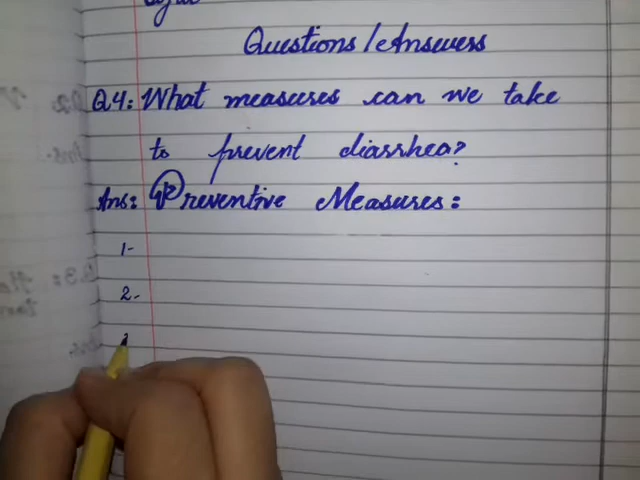 Questions/Answers
Q4: What measures can we take
to prevent diarrhea?
Ans: Preventive Measures:
1-
2-